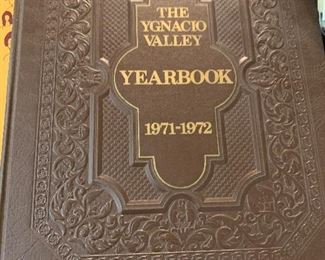 THE
YGNACIO
VALLEY
YEARBOOK
1971-1972